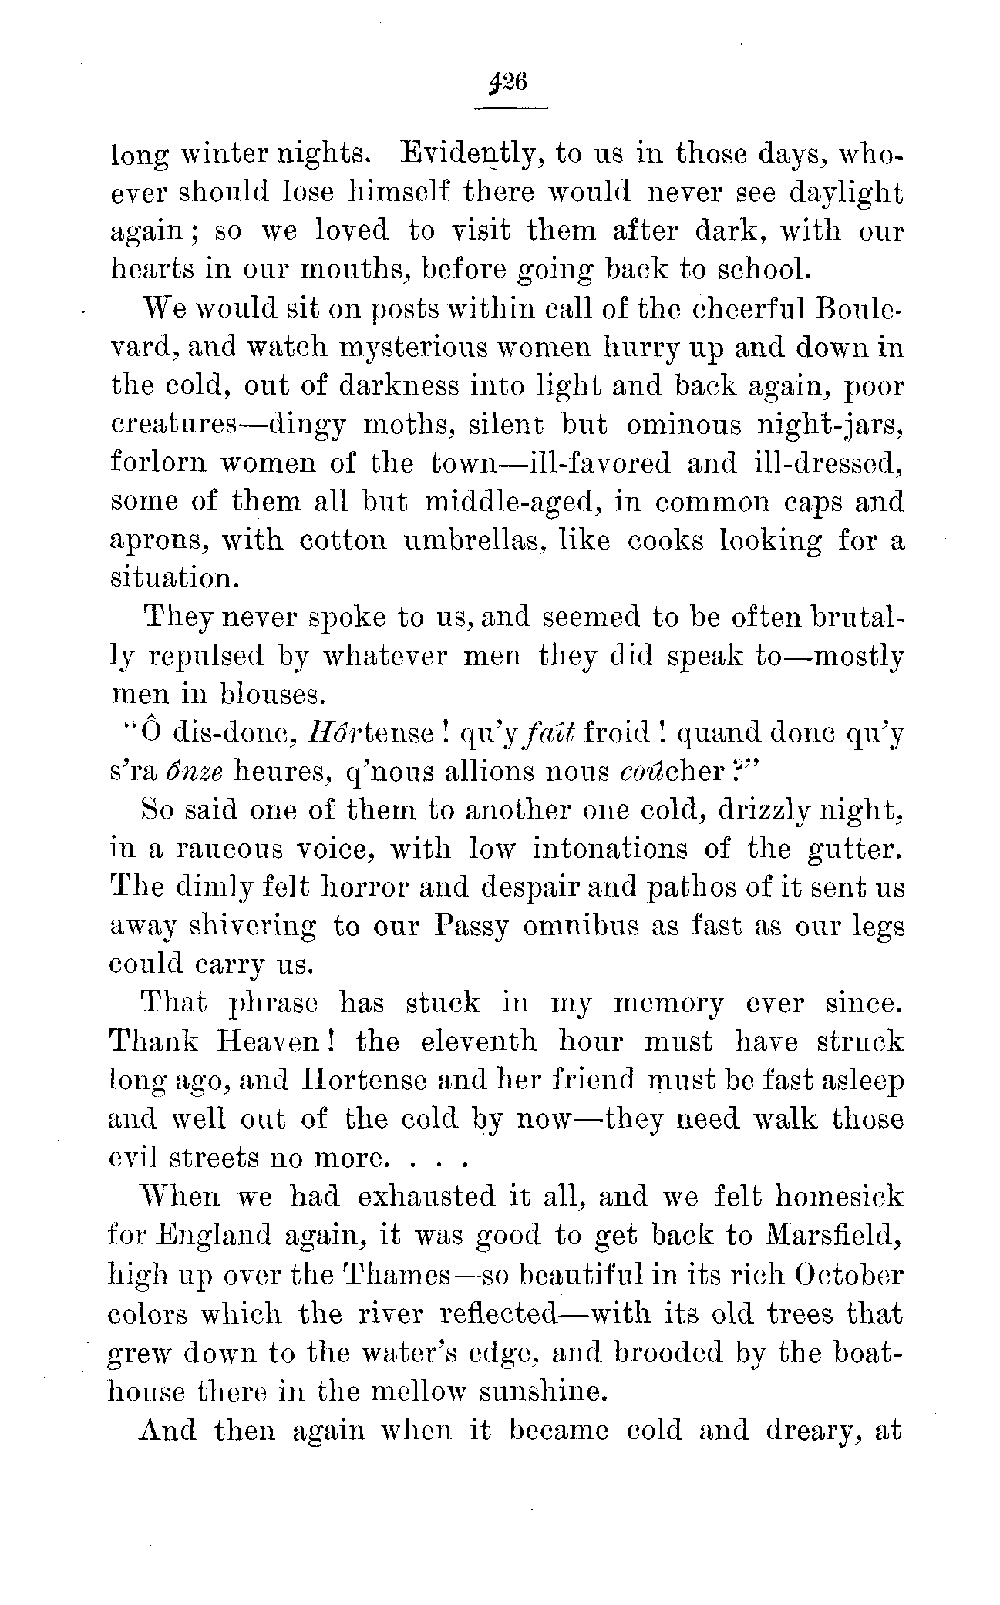 426
long winter nights. Evidently, to us in those days, who-
ever should lose himself there would never see daylight
again; so we loved to visit them after dark, with our
hearts in our mouths, before going back to school.
We would sit on posts within call of the cheerful Boule-
vard, and watch mysterious women hurry up and down in
the cold, out of darkness into light and back again, poor
creatures—dingy moths, silent but ominous night-jars,
forlorn women of the town—ill-favored and ill-dressed,
some of them all but middle-aged, in common caps and
aprons, with cotton umbrellas, like cooks looking for a
situation.
They never spoke to us, and seemed to be often brutal-
ly repulsed by whatever men they did speak to—mostly
men in blouses.
“Ô dis-donc, Hôrtense! qu’y faît froid! quand donc qu’y
s’ra ônze heures, q’nous allions nous coûcher?”
So said one of them to another one cold, drizzly night,
in a raucous voice, with low intonations of the gutter.
The dimly felt horror and despair and pathos of it sent us
away shivering to our Passy omnibus as fast as our legs
could carry us.
That phrase has stuck in my memory ever since.
Thank Heaven! the eleventh hour must have struck
long ago, and Hortense and her friend must be fast asleep
and well out of the cold by now—they need walk those
evil streets no more. . . .
When we had exhausted it all, and we felt homesick
for England again, it was good to get back to Marsfield,
high up over the Thames—so beautiful in its rich October
colors which the river reflected—with its old trees that
grew down to the water’s edge, and brooded by the boat-
house there in the mellow sunshine.
And then again when it became cold and dreary, at